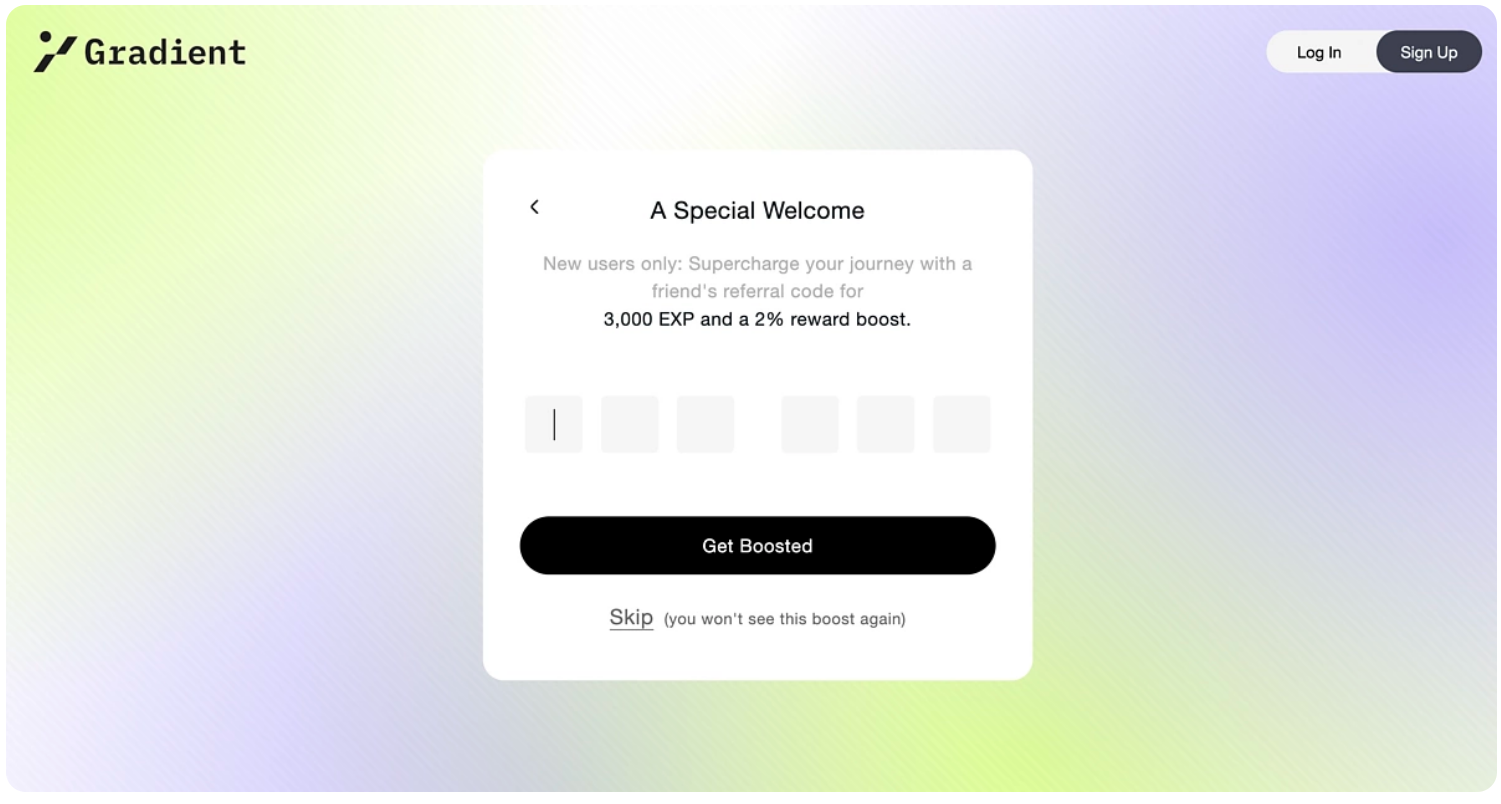 Gradient
Log In
Sign Up
A Special Welcome
New users only: Supercharge your journey with a
friend's referral code for
3,000 EXP and a 2% reward boost.
Get Boosted
Skip (you won't see this boost again)